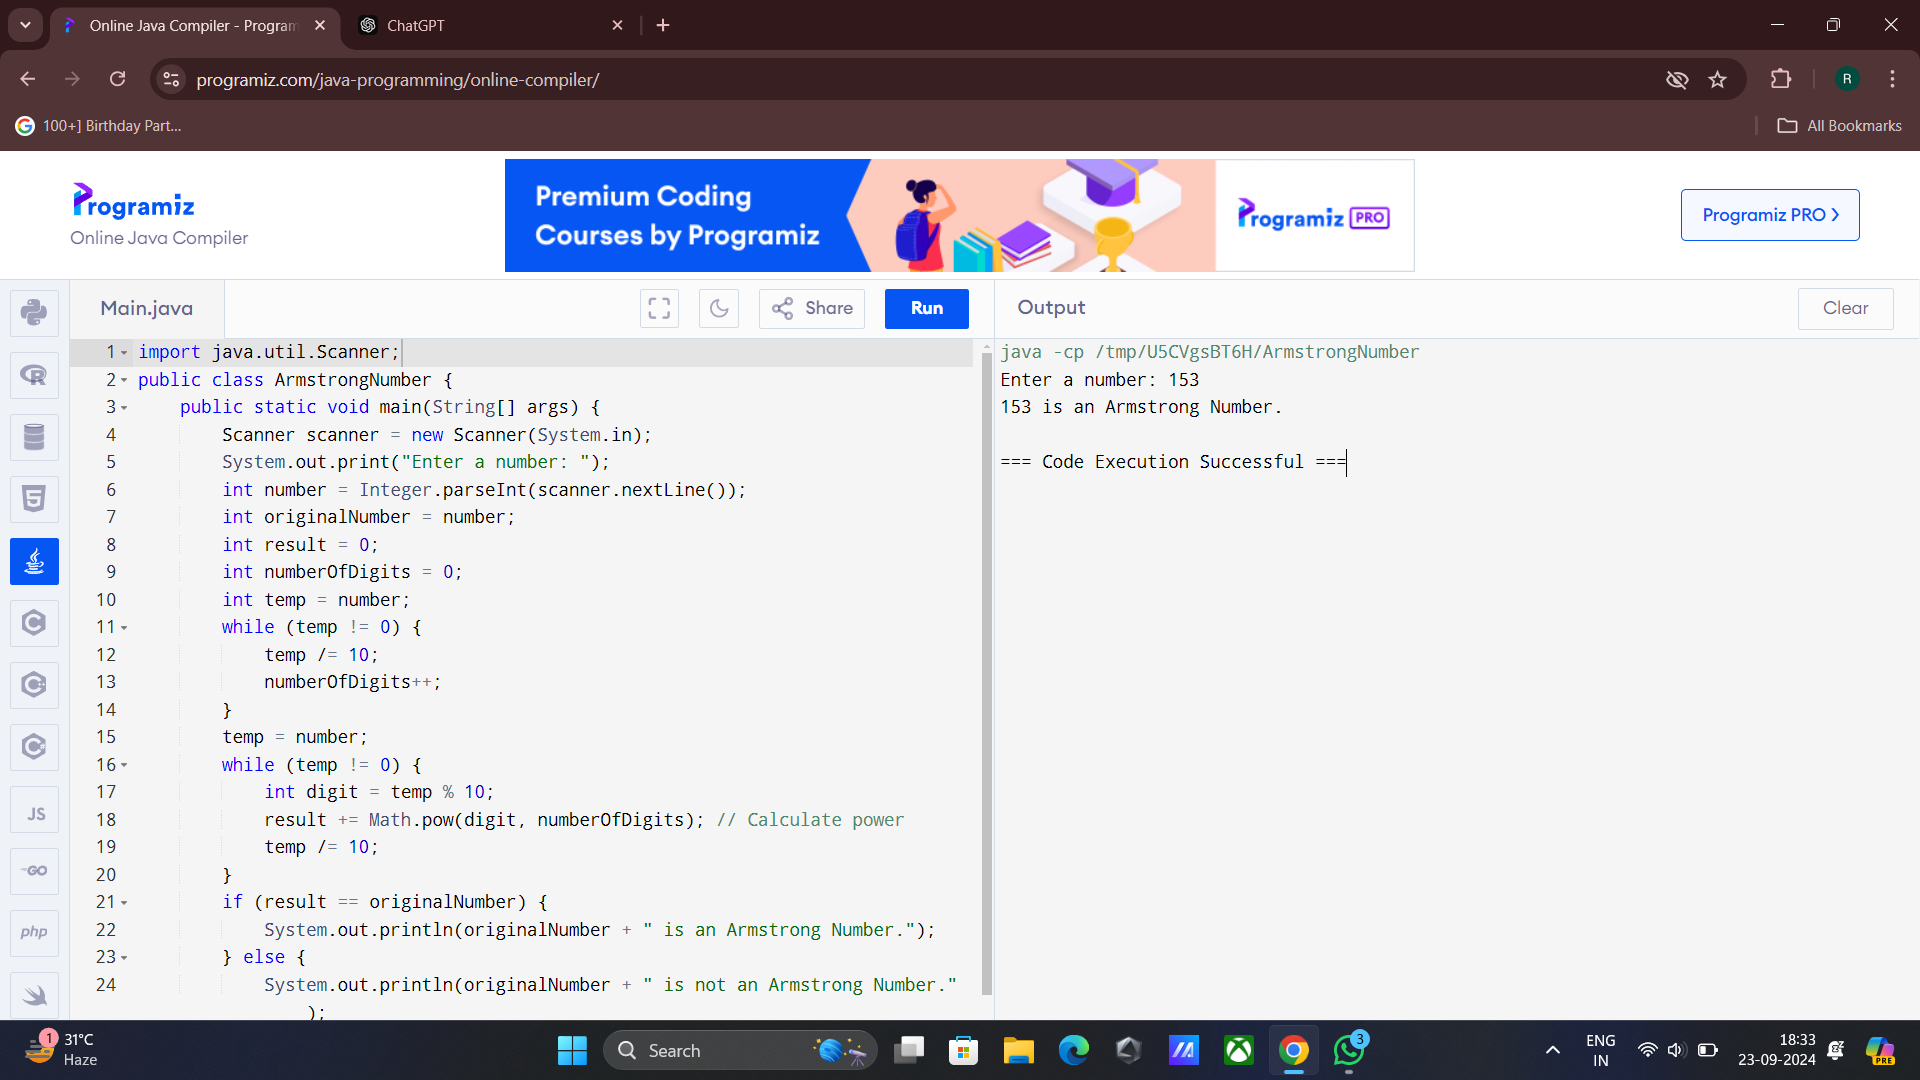 Online Java Compiler - Program
ChatGPT
programiz.com/java-programming/online-compiler/
R
100+] Birthday Part...
All Bookmarks
Programiz
Online Java Compiler
Premium Coding
Courses by Programiz
Programiz PRO
Programiz PRO
Main.java
Share
Run
Output
Clear
1 import java.util.Scanner;
2 public class ArmstrongNumber {
3 public static void main(String[] args) {
4 Scanner scanner = new Scanner(System.in);
5 System.out.print("Enter a number: ");
6 int number = Integer.parseInt(scanner.nextLine());
7 int originalNumber = number;
8 int result = 0;
9 int numberOfDigits = 0;
10 int temp = number;
11 while (temp != 0) {
12 temp /= 10;
13 numberOfDigits++;
14 }
15 temp = number;
16 while (temp != 0) {
17 int digit = temp % 10;
18 result += Math.pow(digit, numberOfDigits); // Calculate power
19 temp /= 10;
20 }
21 if (result == originalNumber) {
22 System.out.println(originalNumber + " is an Armstrong Number.");
23 } else {
24 System.out.println(originalNumber + " is not an Armstrong Number."
);
java -cp /tmp/U5CVgsBT6H/ArmstrongNumber
Enter a number: 153
153 is an Armstrong Number.
=== Code Execution Successful ===
R
5
C
C
C
JS
GO
php
1
31°C
Haze
Search
3
ENG
IN
18:33
23-09-2024
PRE